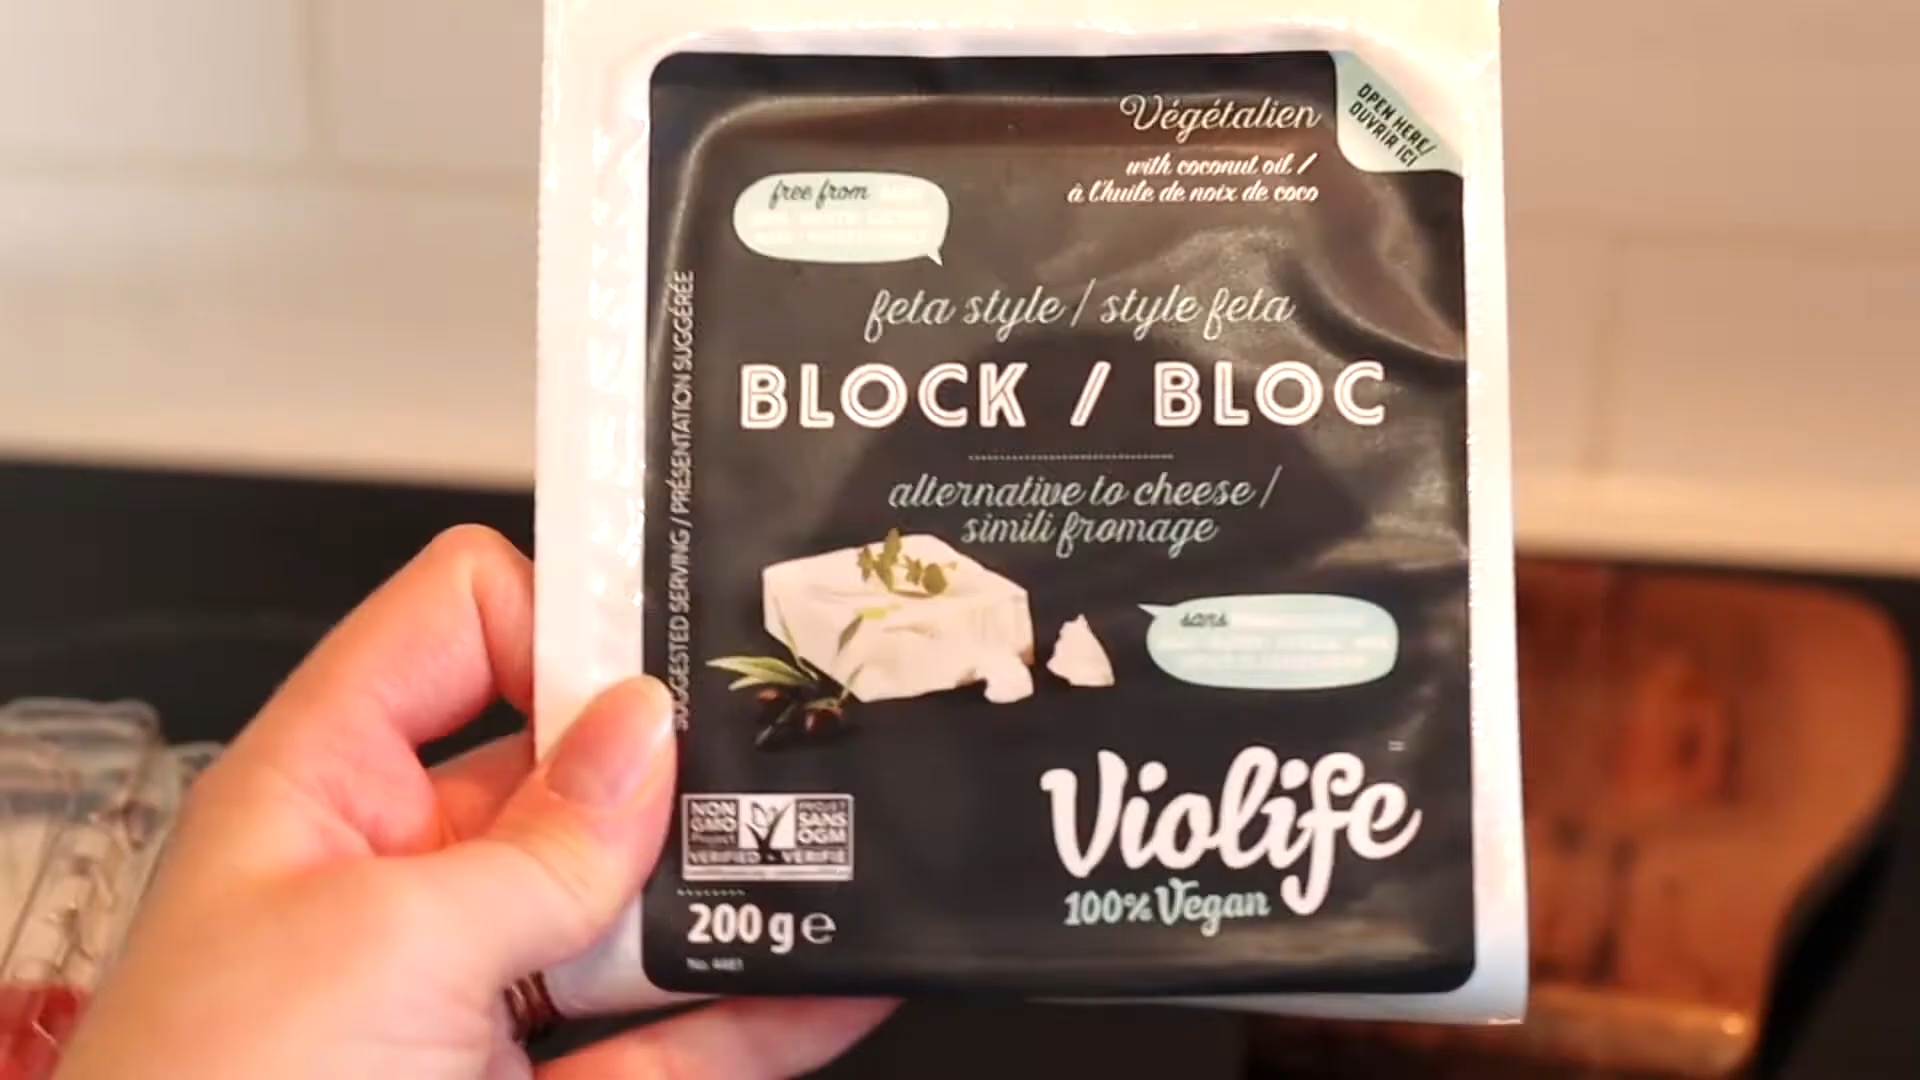 Végétalien
with coconut oil /
à l'huile de noix de coco
OPEN HERE/
OUVRIR ICI
free from
feta style / style feta
BLOCK / BLOC
alternative to cheese /
simili fromage
sans
SUGGESTED SERVING / PRÉSENTATION SUGGÉRÉE
Violife
100% Vegan
NON
GMO
PROJECT
VERIFIED
PROJET
SANS
OGM
VÉRIFIÉ
200 g e